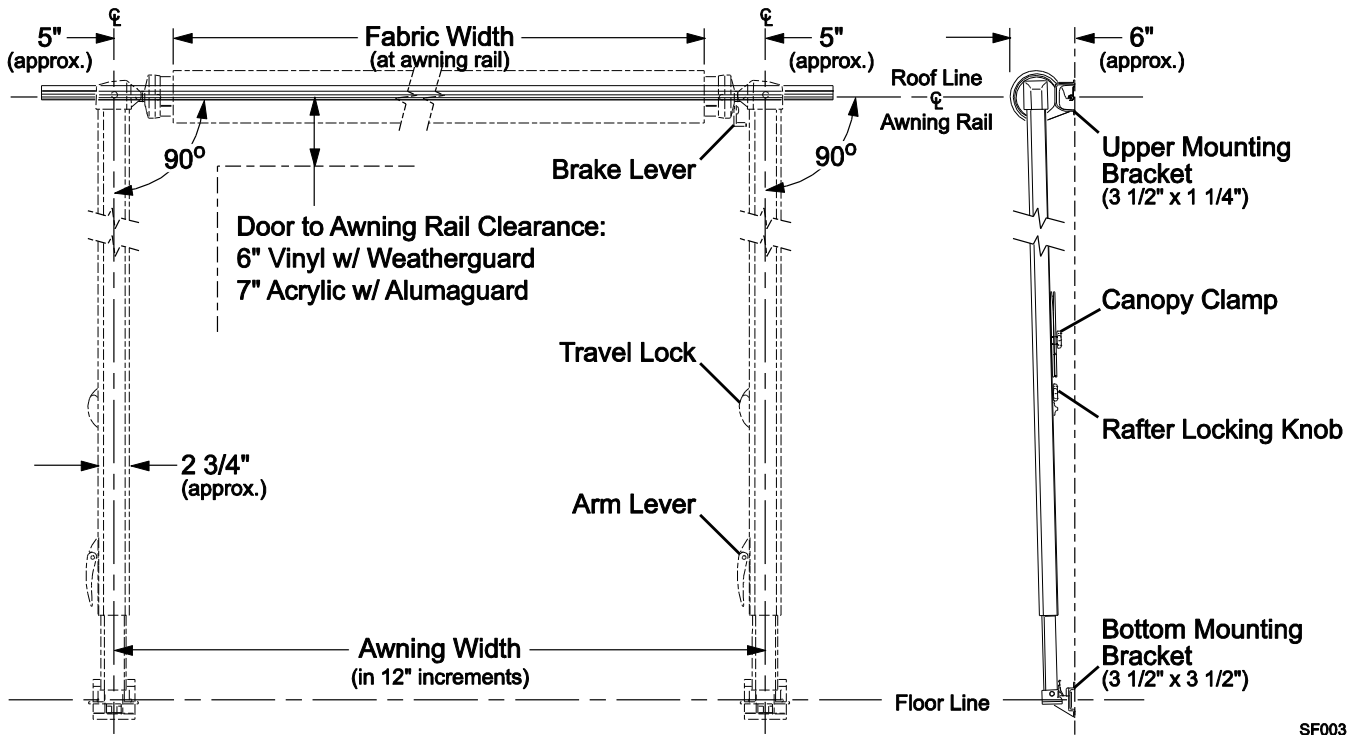 ℄
℄
5"
(approx.)
Fabric Width
(at awning rail)
5"
(approx.)
6"
(approx.)
Roof Line
℄
Awning Rail
90º
Brake Lever
90º
Upper Mounting
Bracket
(3 1/2" x 1 1/4")
Door to Awning Rail Clearance:
6" Vinyl w/ Weatherguard
7" Acrylic w/ Alumaguard
Canopy Clamp
Travel Lock
Rafter Locking Knob
2 3/4"
(approx.)
Arm Lever
Awning Width
(in 12" increments)
Bottom Mounting
Bracket
(3 1/2" x 3 1/2")
Floor Line
SF003